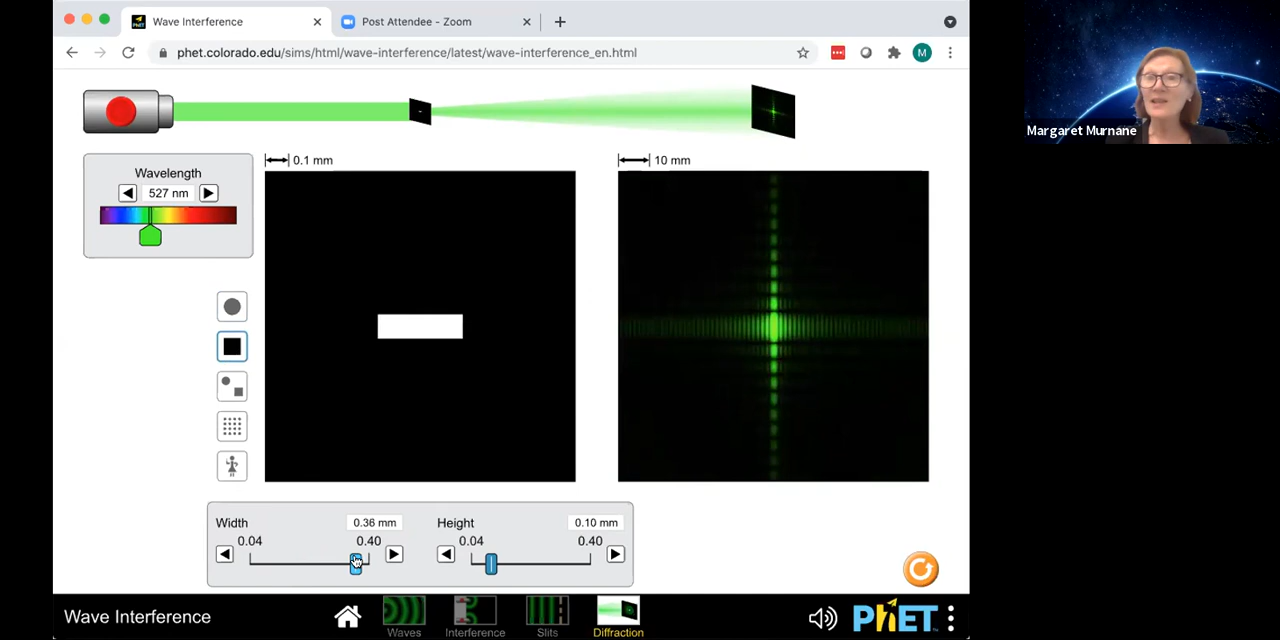 Wave Interference
Post Attendee - Zoom
phet.colorado.edu/sims/html/wave-interference/latest/wave-interference_en.html
M
Margaret Murnane
0.1 mm
10 mm
Wavelength
527 nm
Width
0.36 mm
Height
0.10 mm
0.04
0.40
0.04
0.40
Wave Interference
Waves
Interference
Slits
Diffraction
PhET